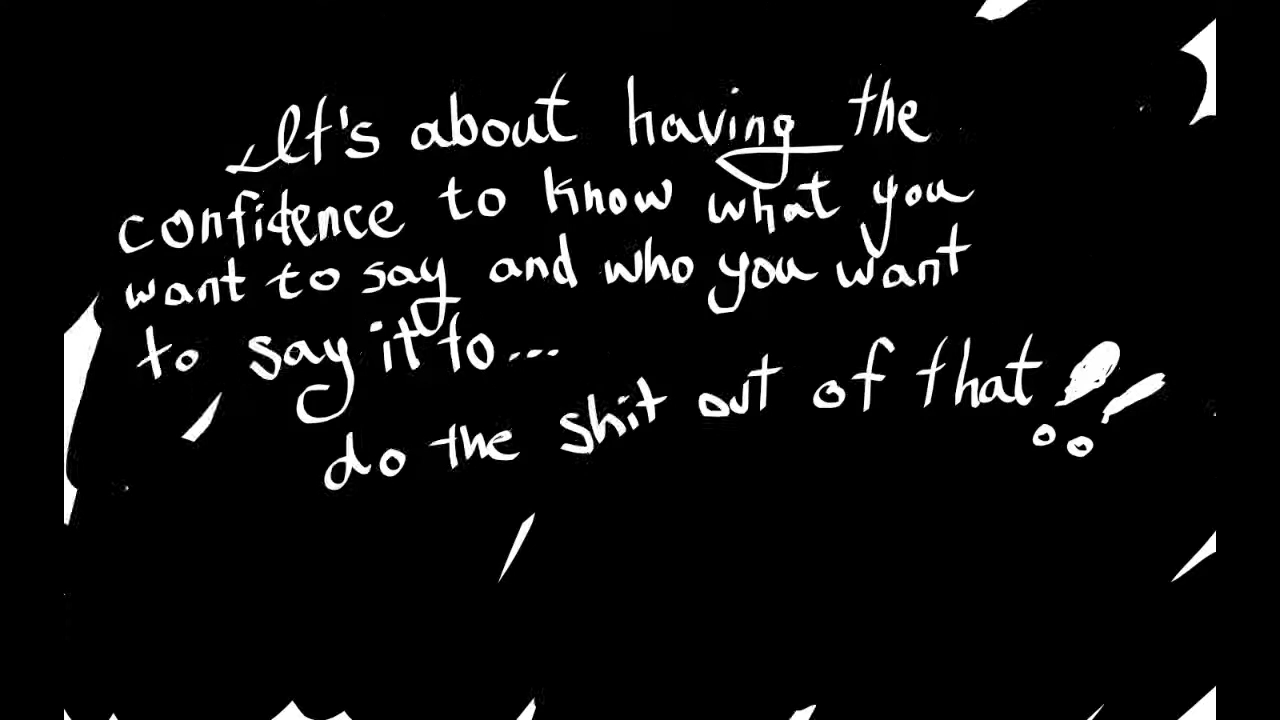 It's about having the
confidence to know what you
want to say and who you want
to say it to...
do the shit out of that!!